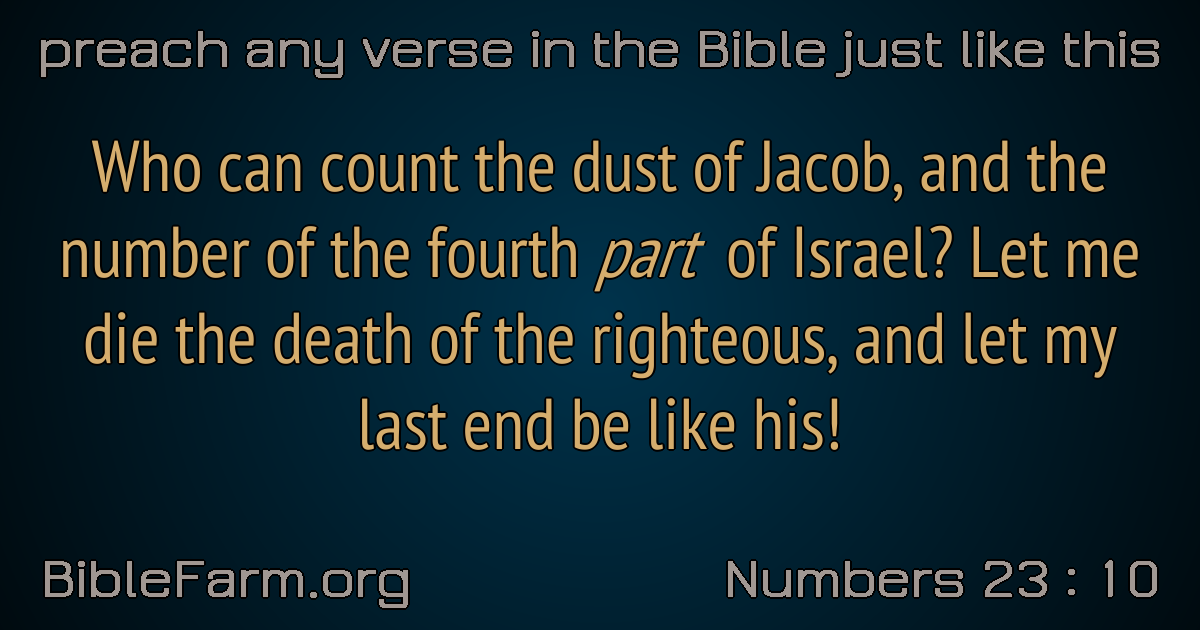 preach any verse in the Bible just like this
Who can count the dust of Jacob, and the
number of the fourth part of Israel? Let me
die the death of the righteous, and let my
last end be like his!
BibleFarm.org
Numbers 23 : 10